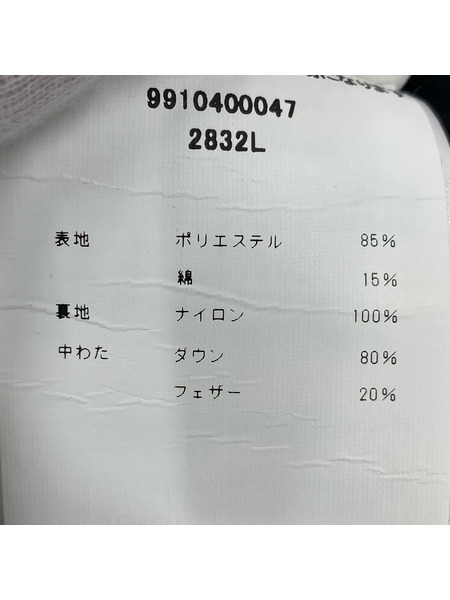 9910400047
2832L
表地 ポリエステル 85%
綿 15%
裏地 ナイロン 100%
中わた ダウン 80%
フェザー 20%